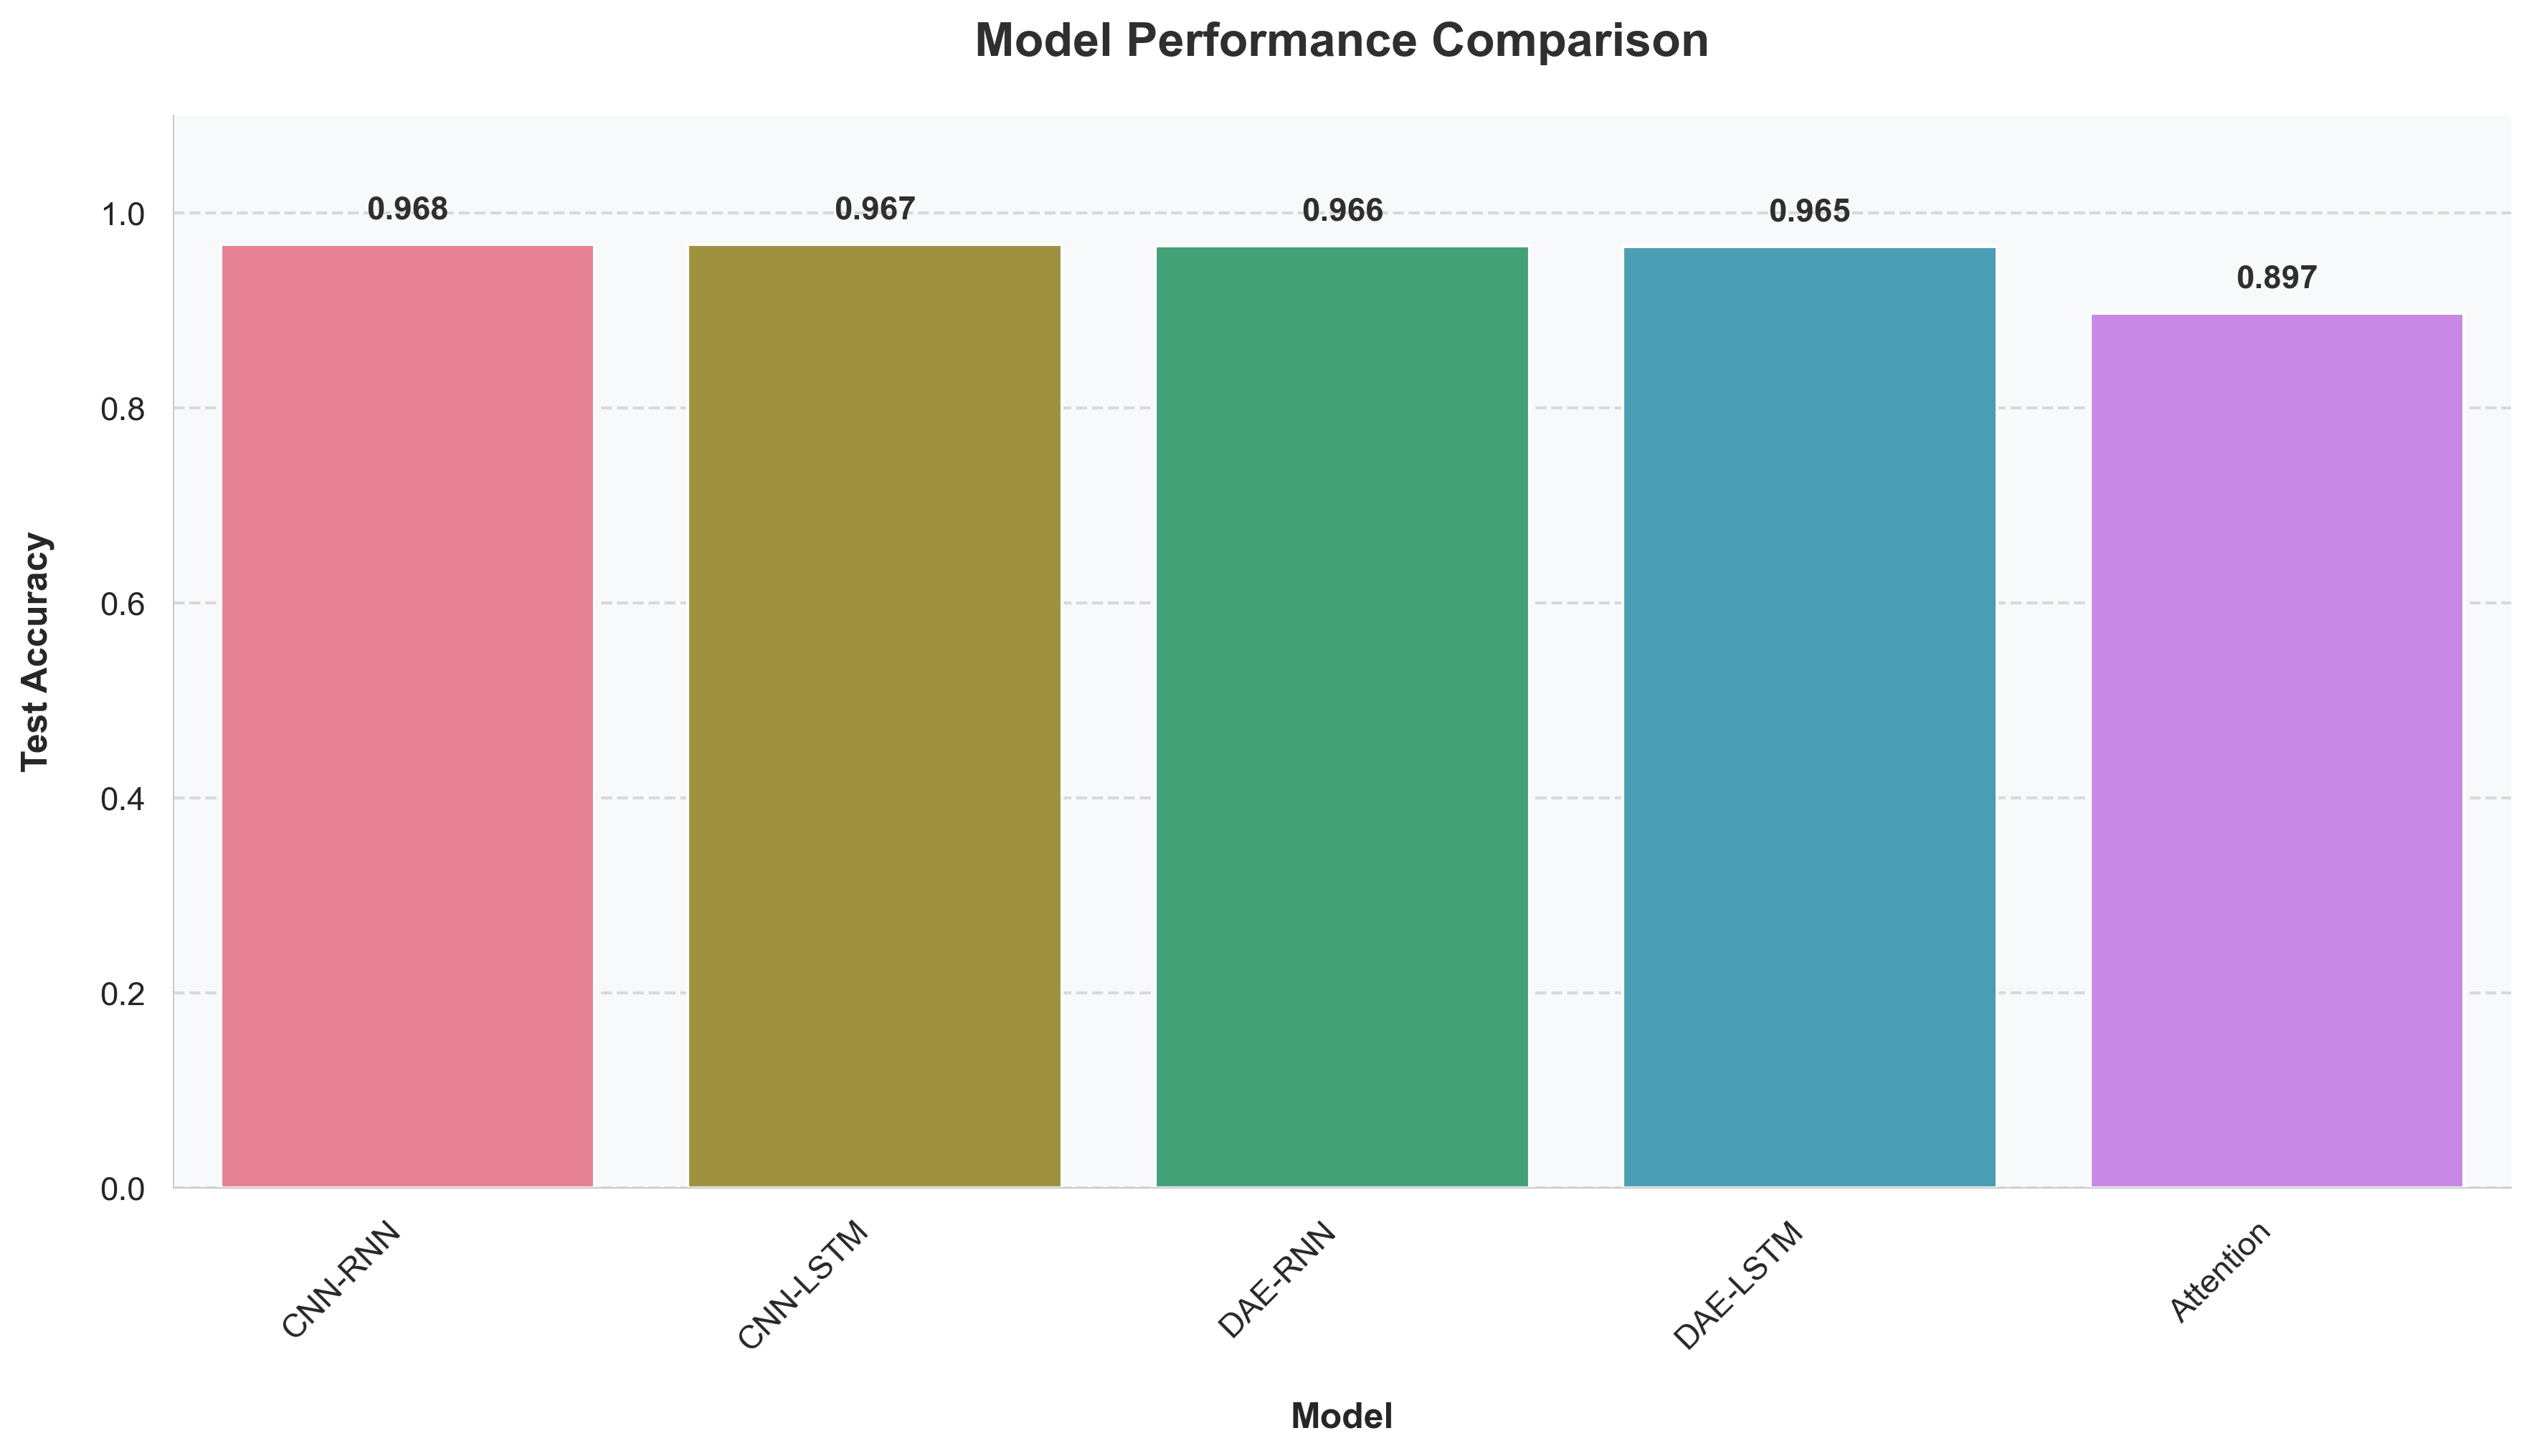 Model Performance Comparison
Test Accuracy
1.0
0.8
0.6
0.4
0.2
0.0
0.968
0.967
0.966
0.965
0.897
CNN-RNN
CNN-LSTM
DAE-RNN
DAE-LSTM
Attention
Model